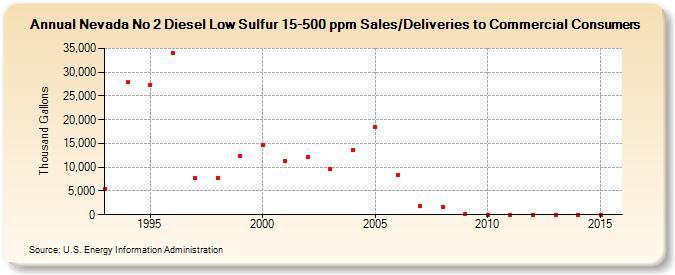 Annual Nevada No 2 Diesel Low Sulfur 15-500 ppm Sales/Deliveries to Commercial Consumers
Thousand Gallons
35,000
30,000
25,000
20,000
15,000
10,000
5,000
0
1995 2000 2005 2010 2015
Source: U.S. Energy Information Administration